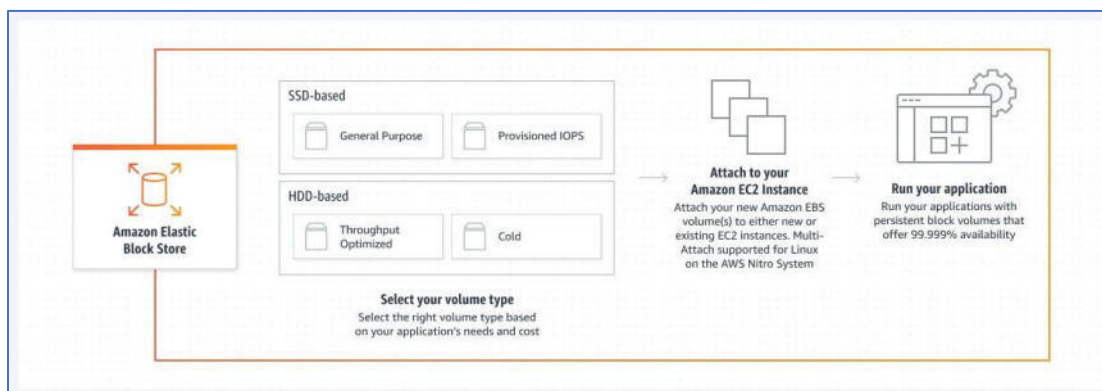 Amazon Elastic
Block Store
SSD-based
General Purpose
Provisioned IOPS
HDD-based
Throughput
Optimized
Cold
Select your volume type
Select the right volume type based
on your application's needs and cost
Attach to your
Amazon EC2 Instance
Attach your new Amazon EBS
volume(s) to either new or
existing EC2 instances. Multi-
Attach supported for Linux
on the AWS Nitro System
Run your application
Run your applications with
persistent block volumes that
offer 99.999% availability